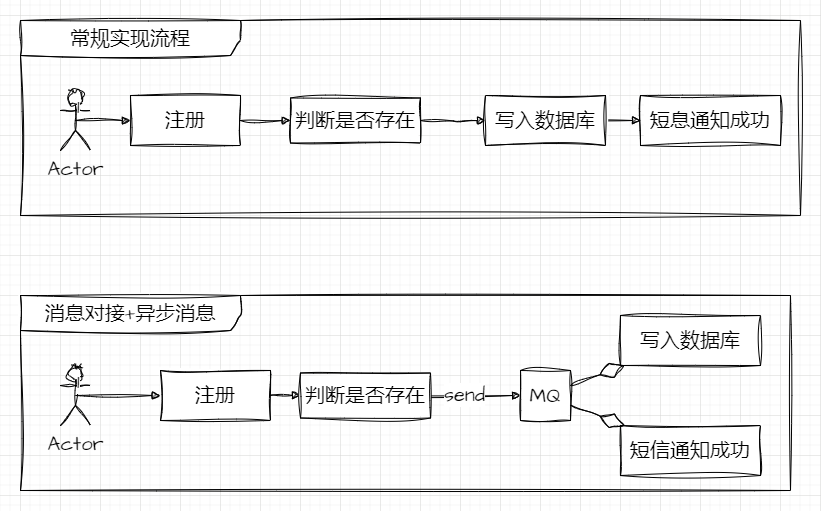 常规实现流程
注册
判断是否存在
写入数据库
短息通知成功
Actor
消息对接+异步消息
写入数据库
注册
判断是否存在
send
MQ
Actor
短信通知成功